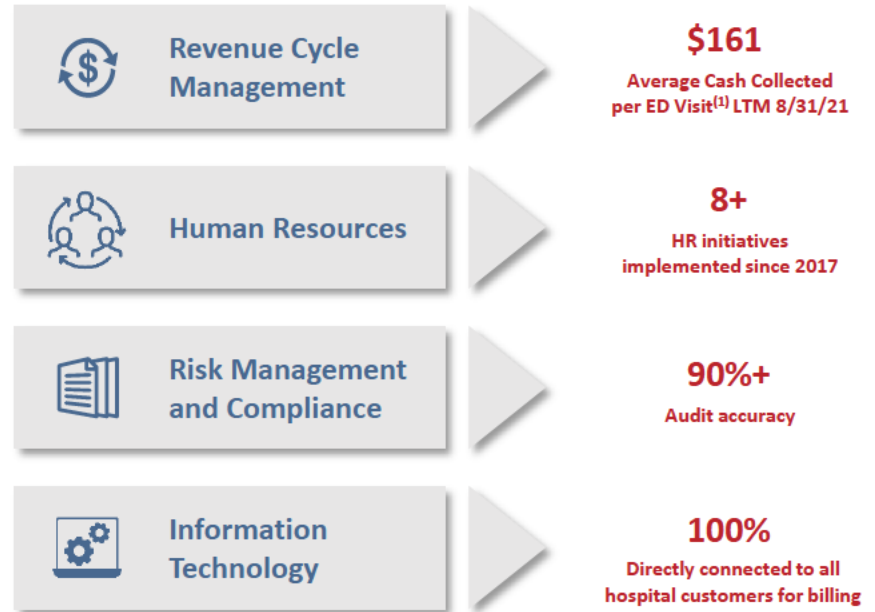 $
Revenue Cycle
Management
$161
Average Cash Collected
per ED Visit(1) LTM 8/31/21
Human Resources
8+
HR initiatives
implemented since 2017
Risk Management
and Compliance
90%+
Audit accuracy
Information
Technology
100%
Directly connected to all
hospital customers for billing